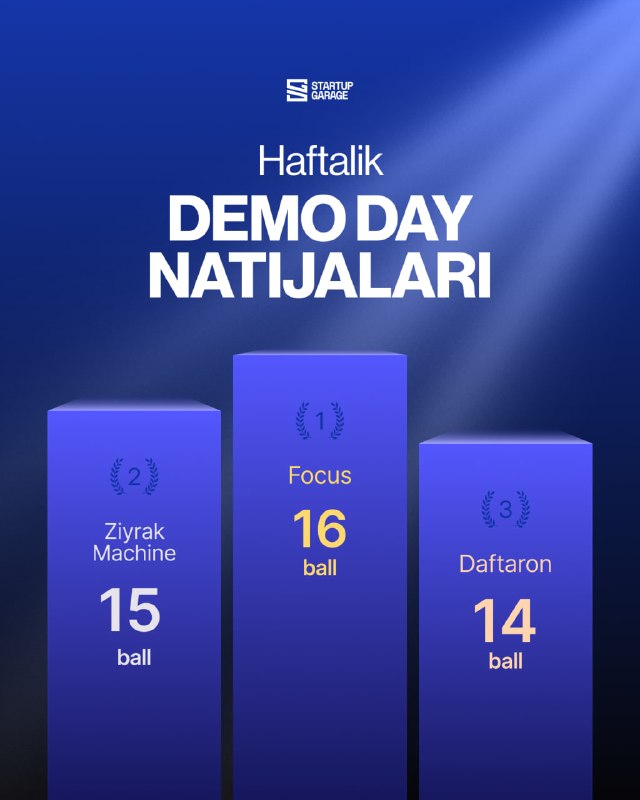 STARTUP
GARAGE
Haftalik
DEMO DAY
NATIJALARI
1
Focus
16
ball
2
Ziyrak
Machine
15
ball
3
Daftaron
14
ball